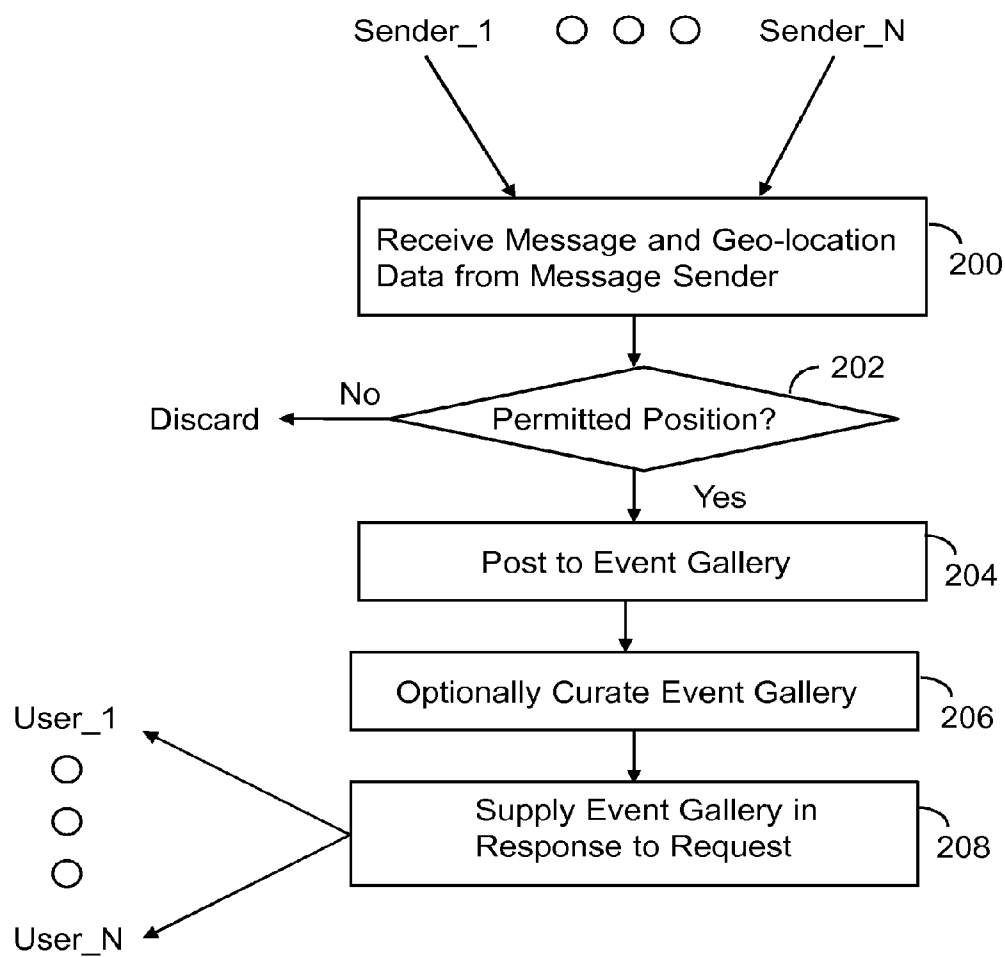 Sender_1
Sender_N
Receive Message and Geo-location
Data from Message Sender
200
202
Permitted Position?
No
Discard
Yes
Post to Event Gallery
204
Optionally Curate Event Gallery
206
User_1
Supply Event Gallery in
Response to Request
208
User_N